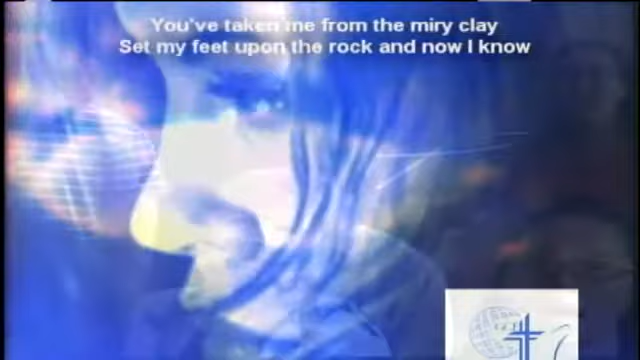 You've taken me from the miry clay
Set my feet upon the rock and now I know